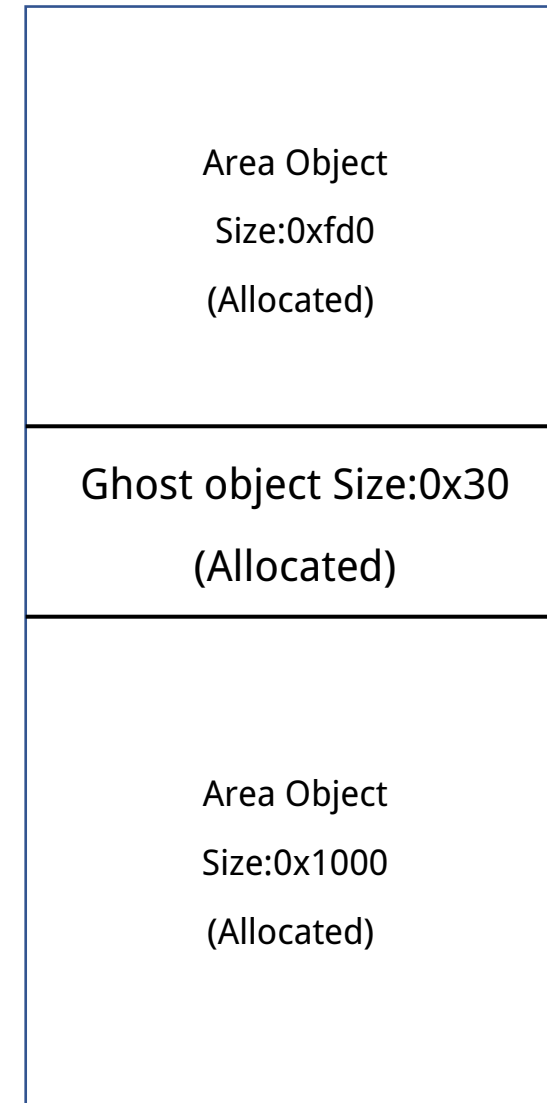 Area Object
Size:0xfd0
(Allocated)
Ghost object Size:0x30
(Allocated)
Area Object
Size:0x1000
(Allocated)